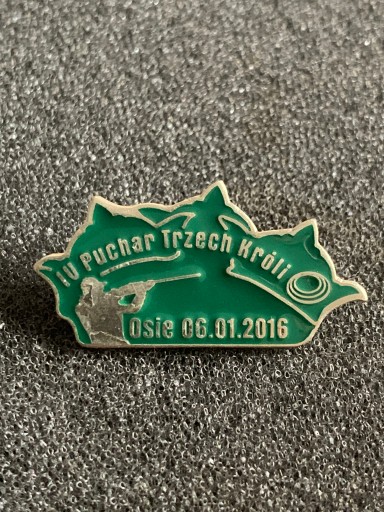 IV Puchar Trzech Króli
Osie 06.01.2016